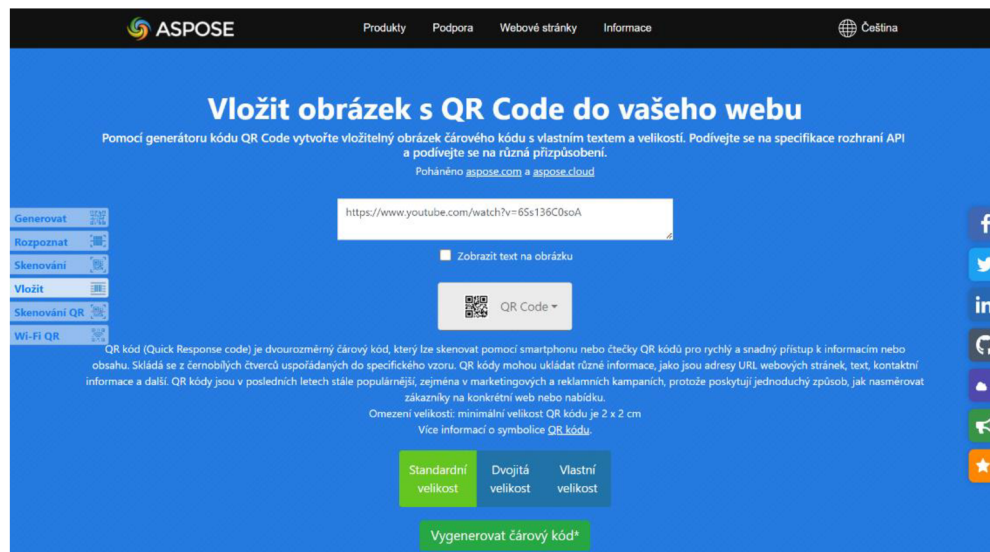 ASPOSE
Produkty Podpora Webové stránky Informace
Čeština
Vložit obrázek s QR Code do vašeho webu
Pomocí generátoru kódu QR Code vytvořte vložitelný obrázek čárového kódu s vlastním textem a velikostí. Podívejte se na specifikace rozhraní API
a podívejte se na různá přizpůsobení.
Poháněno aspose.com a aspose.cloud
https://www.youtube.com/watch?v=6Ss136C0soA
Zobrazit text na obrázku
QR Code
Generovat
Rozpoznat
Skenování
Vložit
Skenování QR
Wi-Fi QR
QR kód (Quick Response code) je dvourozměrný čárový kód, který lze skenovat pomocí smartphonu nebo čtečky QR kódů pro rychlý a snadný přístup k informacím nebo
obsahu. Skládá se z černobílých čtverců uspořádaných do specifického vzoru. QR kódy mohou ukládat různé informace, jako jsou adresy URL webových stránek, text, kontaktní
informace a další. QR kódy jsou v posledních letech stále populárnější, zejména v marketingových a reklamních kampaních, protože poskytují jednoduchý způsob, jak nasměrovat
zákazníky na konkrétní web nebo nabídku.
Omezení velikosti: minimální velikost QR kódu je 2 x 2 cm
Více informací o symbolice QR kódu.
Standardní velikost
Dvojitá velikost
Vlastní velikost
Vygenerovat čárový kód*